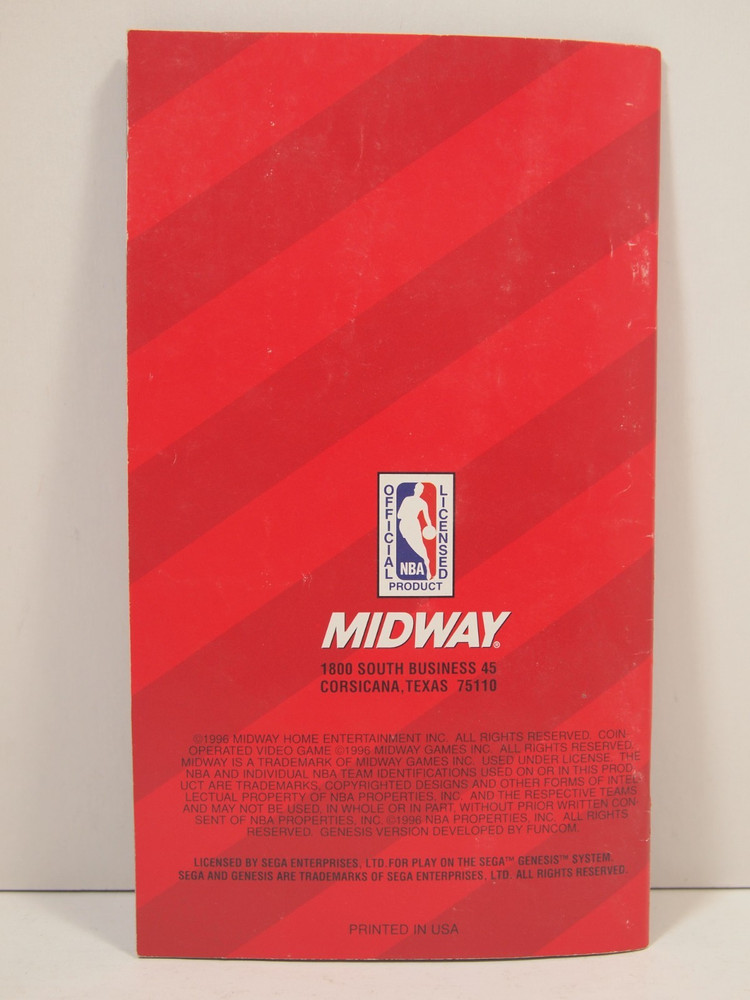 OFFICIAL
LICENSED
NBA
PRODUCT
MIDWAY®
1800 SOUTH BUSINESS 45
CORSICANA, TEXAS 75110
©1996 MIDWAY HOME ENTERTAINMENT INC. ALL RIGHTS RESERVED. COIN-
OPERATED VIDEO GAME ©1996 MIDWAY GAMES INC. ALL RIGHTS RESERVED.
MIDWAY IS A TRADEMARK OF MIDWAY GAMES INC. USED UNDER LICENSE. THE
NBA AND INDIVIDUAL NBA TEAM IDENTIFICATIONS USED ON OR IN THIS PROD-
UCT ARE TRADEMARKS, COPYRIGHTED DESIGNS AND OTHER FORMS OF INTEL-
LECTUAL PROPERTY OF NBA PROPERTIES, INC. AND THE RESPECTIVE TEAMS
AND MAY NOT BE USED, IN WHOLE OR IN PART, WITHOUT PRIOR WRITTEN CON-
SENT OF NBA PROPERTIES, INC. ©1996 NBA PROPERTIES, INC. ALL RIGHTS
RESERVED. GENESIS VERSION DEVELOPED BY FUNCOM.
LICENSED BY SEGA ENTERPRISES, LTD. FOR PLAY ON THE SEGA™ GENESIS™ SYSTEM.
SEGA AND GENESIS ARE TRADEMARKS OF SEGA ENTERPRISES, LTD. ALL RIGHTS RESERVED.
PRINTED IN USA